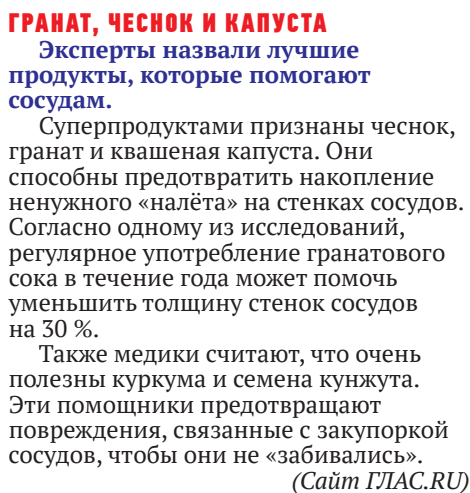 ГРАНАТ, ЧЕСНОК И КАПУСТА
Эксперты назвали лучшие
продукты, которые помогают
сосудам.
Суперпродуктами признаны чеснок,
гранат и квашеная капуста. Они
способны предотвратить накопление
ненужного «налёта» на стенках сосудов.
Согласно одному из исследований,
регулярное употребление гранатового
сока в течение года может помочь
уменьшить толщину стенок сосудов
на 30 %.
Также медики считают, что очень
полезны куркума и семена кунжута.
Эти помощники предотвращают
повреждения, связанные с закупоркой
сосудов, чтобы они не «забивались».
(Сайт ГЛАС.RU)